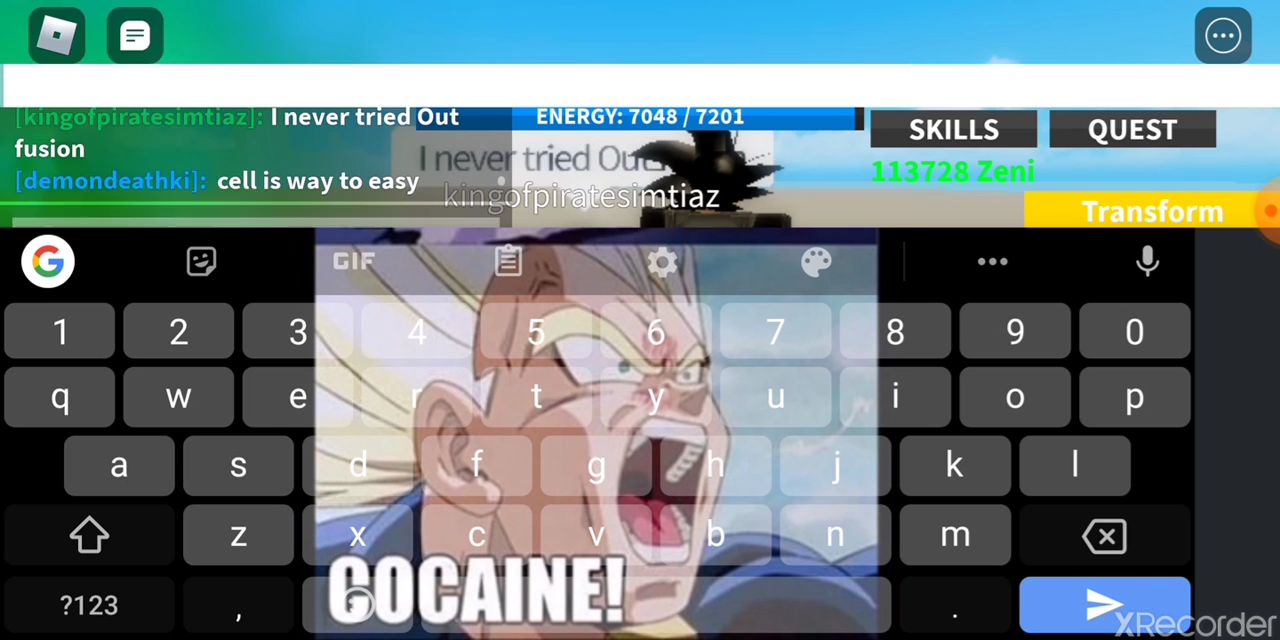 [kingofpiratesimtiaz]: I never tried Out
fusion
[demondeathki]: cell is way to easy
ENERGY: 7048 / 7201
I never tried Out
kingofpiratesimtiaz
SKILLS
QUEST
113728 Zeni
Transform
G GIF
1 2 3 4 5 6 7 8 9 0
q w e r t y u i o p
a s d f g h j k l
z x c v b n m
COCAINE!
?123 , .
XRecorder